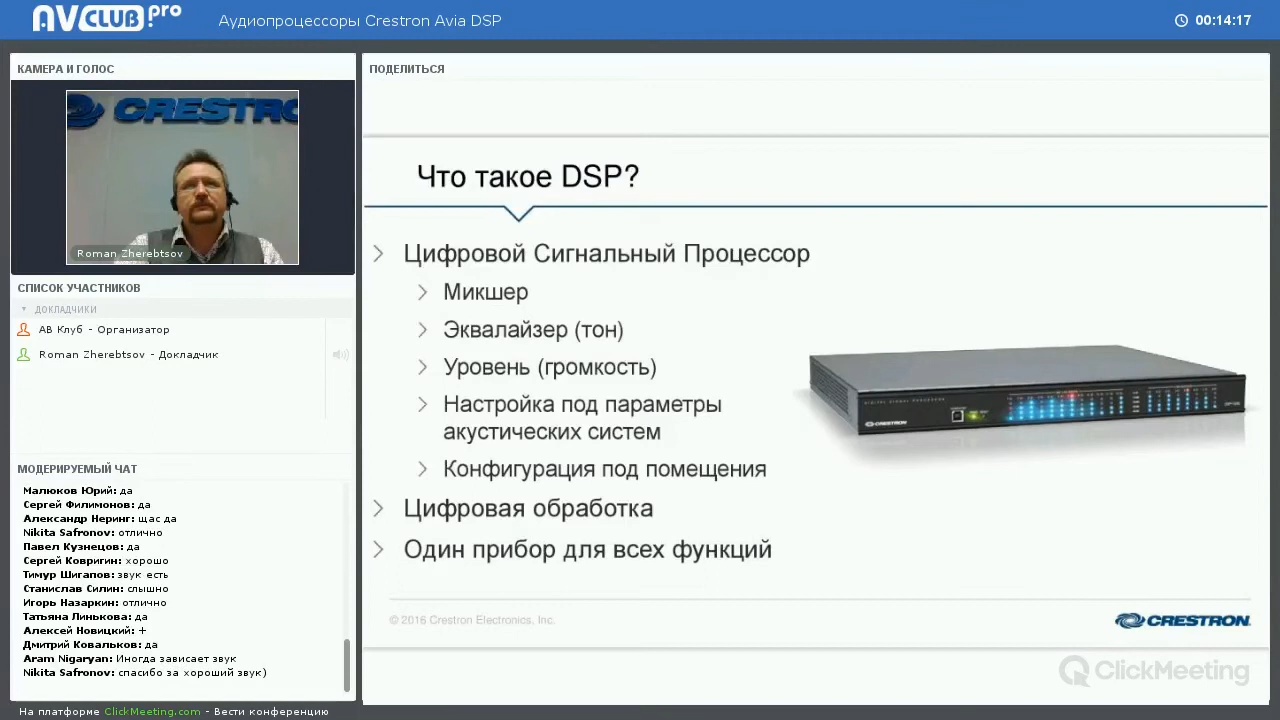 AVCLUB.pro
Аудиопроцессоры Crestron Avia DSP
00:14:17
КАМЕРА И ГОЛОС
CRESTRO
Roman Zherebtsov
СПИСОК УЧАСТНИКОВ
ДОКЛАДЧИКИ
АВ Клуб - Организатор
Roman Zherebtsov - Докладчик
МОДЕРИРУЕМЫЙ ЧАТ
Малюков Юрий: да
Сергей Филимонов: да
Александр Неринг: щас да
Nikita Safronov: отлично
Павел Кузнецов: да
Сергей Ковригин: хорошо
Тимур Шигапов: звук есть
Станислав Силин: слышно
Игорь Назаркин: отлично
Татьяна Линькова: да
Алексей Новицкий: +
Дмитрий Ковальков: да
Aram Nigaryan: Иногда зависает звук
Nikita Safronov: спасибо за хороший звук)
На платформе ClickMeeting.com - Вести конференцию
ПОДЕЛИТЬСЯ
Что такое DSP?
Цифровой Сигнальный Процессор
Микшер
Эквалайзер (тон)
Уровень (громкость)
Настройка под параметры
акустических систем
Конфигурация под помещения
Цифровая обработка
Один прибор для всех функций
CRESTRON
© 2016 Crestron Electronics, Inc.
CRESTRON
ClickMeeting